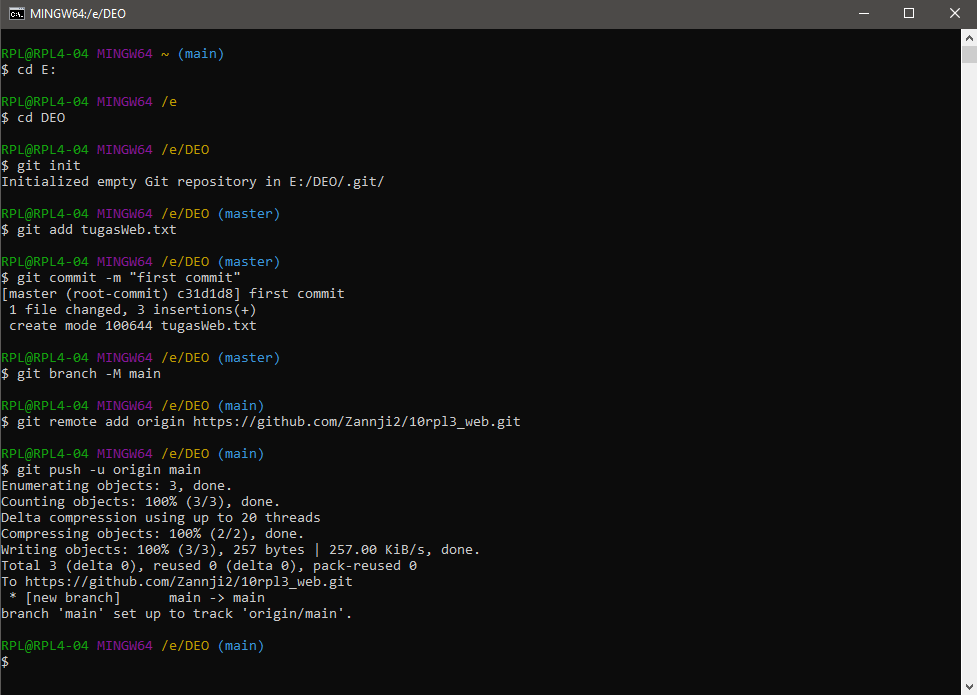 MINGW64:/e/DEO
RPL@RPL4-04 MINGW64 ~ (main)
$ cd E:
RPL@RPL4-04 MINGW64 /e
$ cd DEO
RPL@RPL4-04 MINGW64 /e/DEO
$ git init
Initialized empty Git repository in E:/DEO/.git/
RPL@RPL4-04 MINGW64 /e/DEO (master)
$ git add tugasWeb.txt
RPL@RPL4-04 MINGW64 /e/DEO (master)
$ git commit -m "first commit"
[master (root-commit) c31d1d8] first commit
 1 file changed, 3 insertions(+)
 create mode 100644 tugasWeb.txt
RPL@RPL4-04 MINGW64 /e/DEO (master)
$ git branch -M main
RPL@RPL4-04 MINGW64 /e/DEO (main)
$ git remote add origin https://github.com/Zannji2/10rpl3_web.git
RPL@RPL4-04 MINGW64 /e/DEO (main)
$ git push -u origin main
Enumerating objects: 3, done.
Counting objects: 100% (3/3), done.
Delta compression using up to 20 threads
Compressing objects: 100% (2/2), done.
Writing objects: 100% (3/3), 257 bytes | 257.00 KiB/s, done.
Total 3 (delta 0), reused 0 (delta 0), pack-reused 0
To https://github.com/Zannji2/10rpl3_web.git
 * [new branch]      main -> main
branch 'main' set up to track 'origin/main'.
RPL@RPL4-04 MINGW64 /e/DEO (main)
$